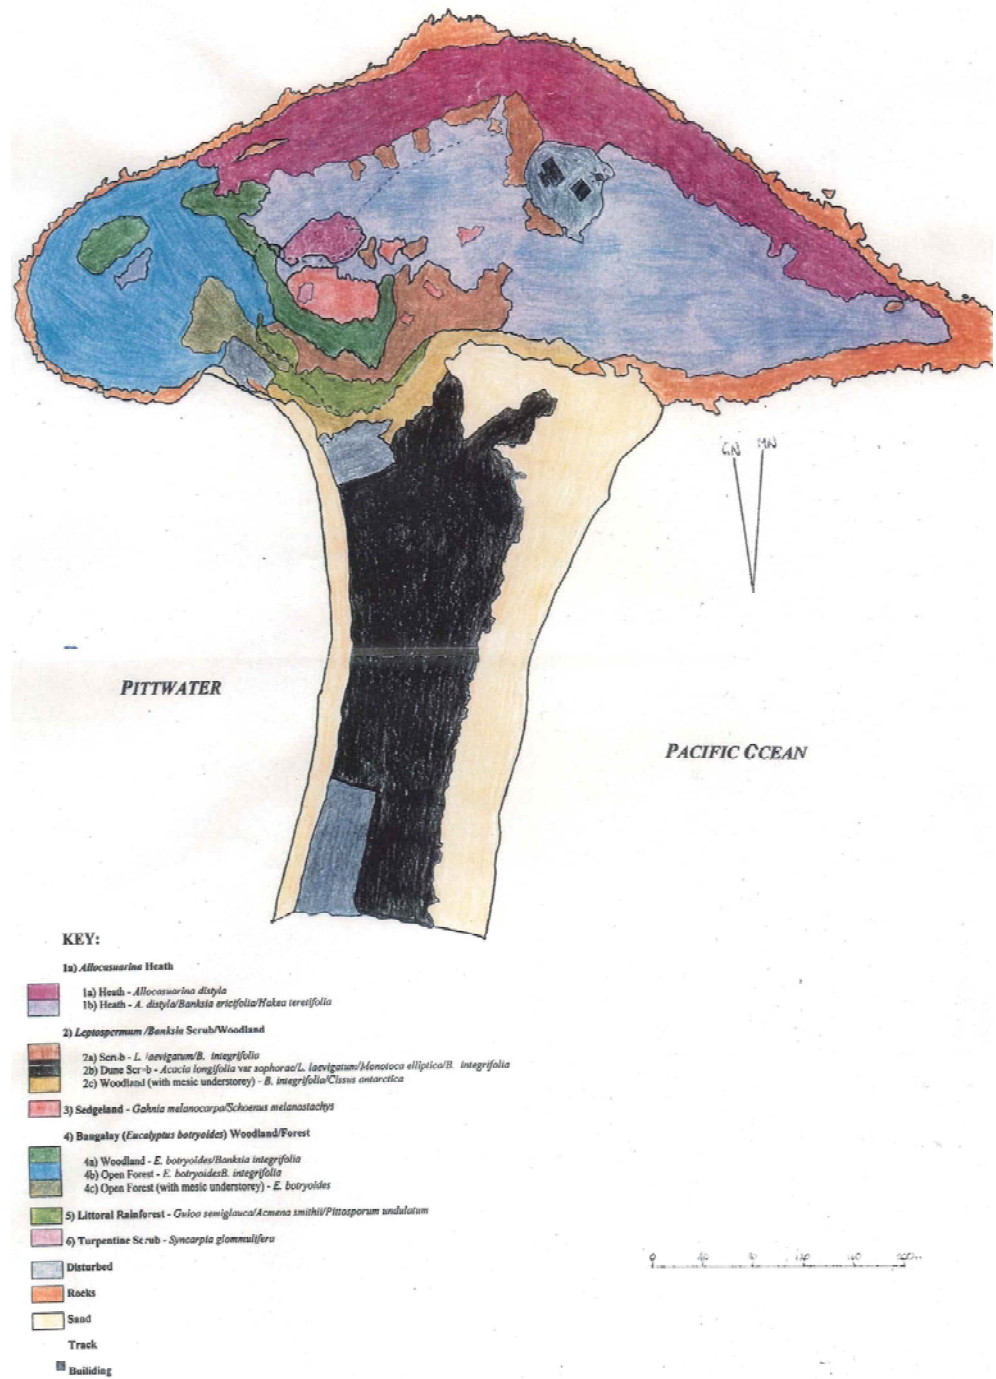 GN MN
PITTWATER
PACIFIC OCEAN
KEY:
1a) Allocasuarina Heath
1a) Heath - Allocasuarina distyla
1b) Heath - A. distyla/Banksia ericifolia/Hakea teretifolia
2) Leptospermum/Banksia Scrub/Woodland
2a) Scrub - L. laevigatum/B. integrifolia
2b) Dune Scrub - Acacia longifolia var sophorae/L. laevigatum/Monotoca elliptica/B. integrifolia
2c) Woodland (with mesic understorey) - B. integrifolia/Cissus antarctica
3) Sedgeland - Gahnia melanocarpa/Schoenus melanostachys
4) Bangalay (Eucalyptus botryoides) Woodland/Forest
4a) Woodland - E. botryoides/Banksia integrifolia
4b) Open Forest - E. botryoidesB. integrifolia
4c) Open Forest (with mesic understorey) - E. botryoides
5) Littoral Rainforest - Guioa semiglauca/Acmena smithii/Pittosporum undulatum
6) Turpentine Scrub - Syncarpia glommulifera
0
Disturbed
Rocks
Sand
Track
Builiding